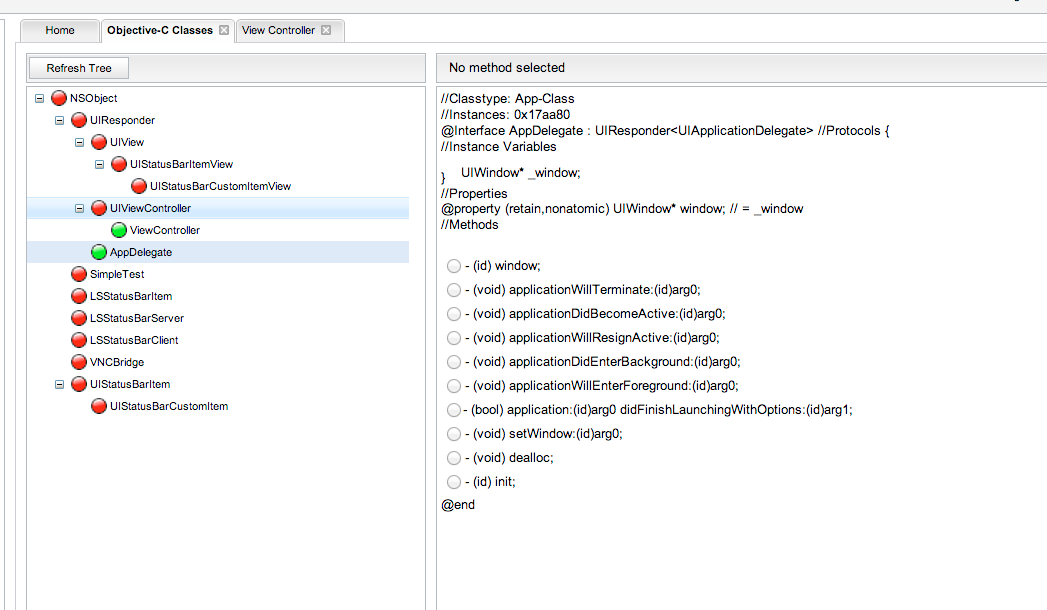 Home
Objective-C Classes
View Controller
Refresh Tree
No method selected
NSObject
UIResponder
UIView
UIStatusBarItemView
UIStatusBarCustomItemView
UIViewController
ViewController
AppDelegate
SimpleTest
LSStatusBarItem
LSStatusBarServer
LSStatusBarClient
VNCBridge
UIStatusBarItem
UIStatusBarCustomItem
//Classtype: App-Class
//Instances: 0x17aa80
@Interface AppDelegate : UIResponder<UIApplicationDelegate> //Protocols {
//Instance Variables
UIWindow* _window;
}
//Properties
@property (retain,nonatomic) UIWindow* window; // = _window
//Methods
- (id) window;
- (void) applicationWillTerminate:(id)arg0;
- (void) applicationDidBecomeActive:(id)arg0;
- (void) applicationWillResignActive:(id)arg0;
- (void) applicationDidEnterBackground:(id)arg0;
- (void) applicationWillEnterForeground:(id)arg0;
- (bool) application:(id)arg0 didFinishLaunchingWithOptions:(id)arg1;
- (void) setWindow:(id)arg0;
- (void) dealloc;
- (id) init;
@end